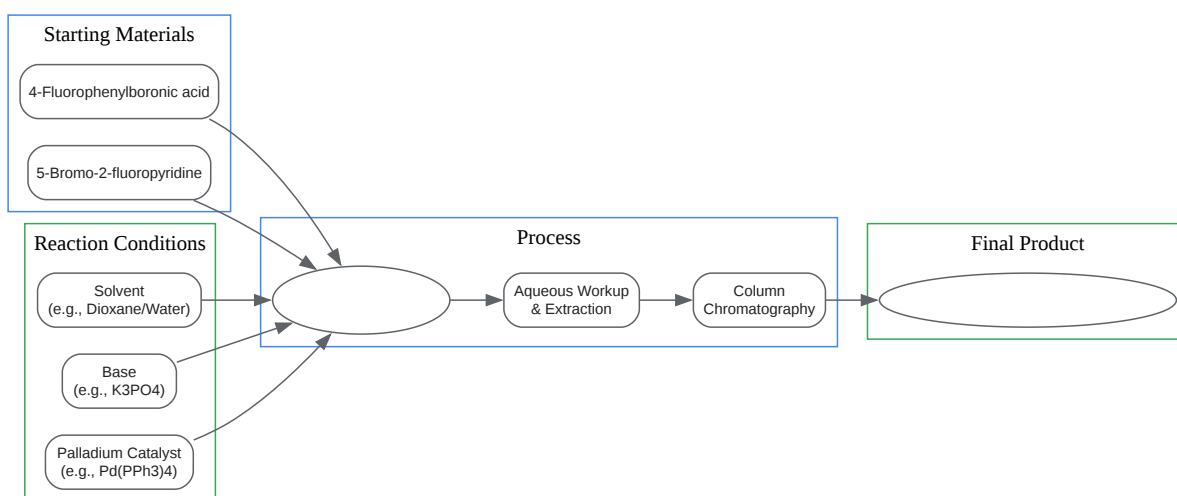 Starting Materials
4-Fluorophenylboronic acid
5-Bromo-2-fluoropyridine
Reaction Conditions
Solvent
(e.g., Dioxane/Water)
Base
(e.g., K3PO4)
Palladium Catalyst
(e.g., Pd(PPh3)4)
Process
Aqueous Workup
& Extraction
Column
Chromatography
Final Product